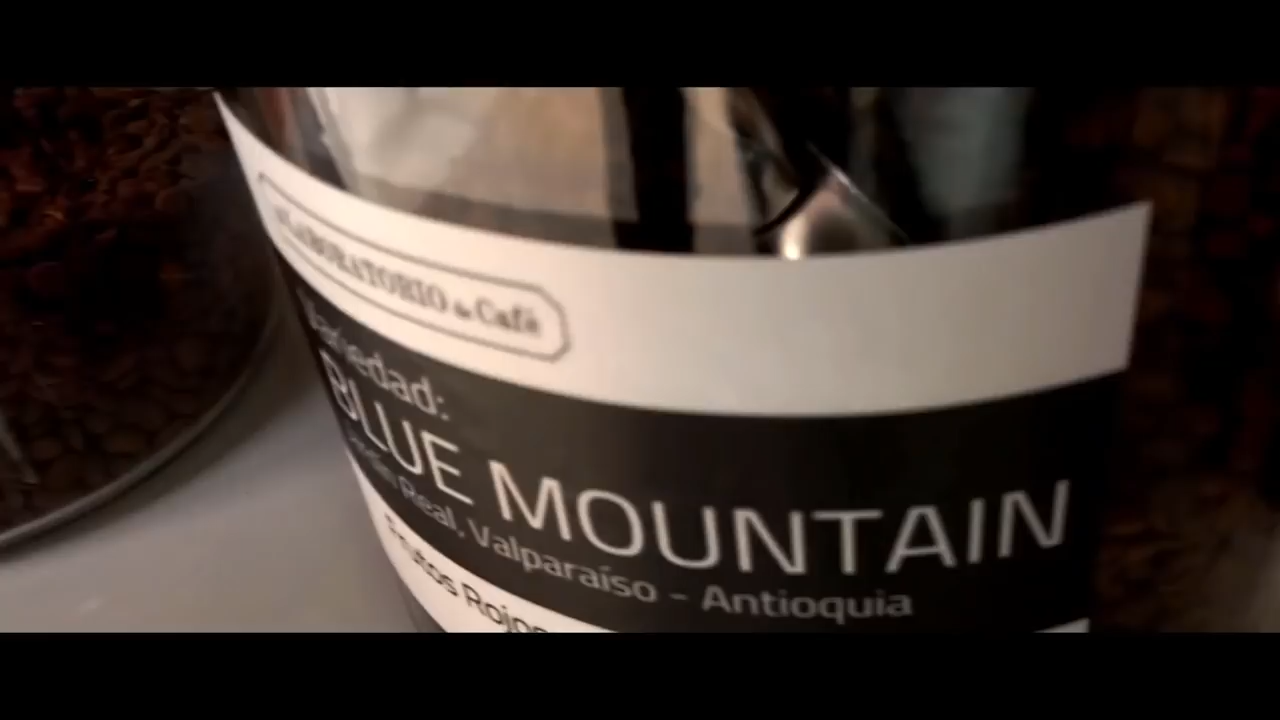 LABORATORIO de Café
Variedad:
BLUE MOUNTAIN
Real, Valparaíso - Antioquia
Frutos Rojos